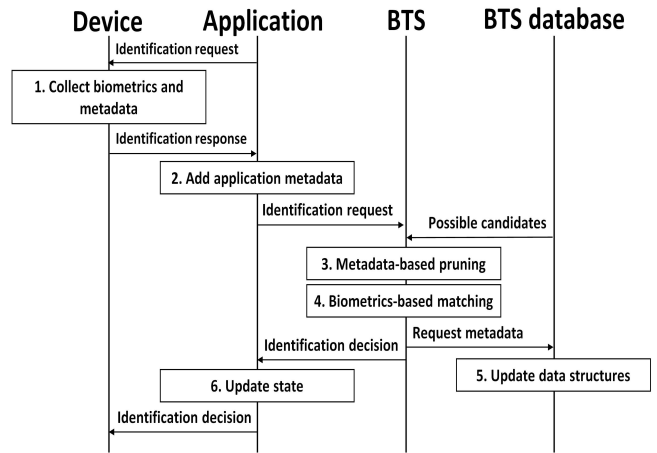 Device Application BTS BTS database
Identification request
1. Collect biometrics and
metadata
Identification response
2. Add application metadata
Identification request
Possible candidates
3. Metadata-based pruning
4. Biometrics-based matching
Request metadata
Identification decision
5. Update data structures
6. Update state
Identification decision